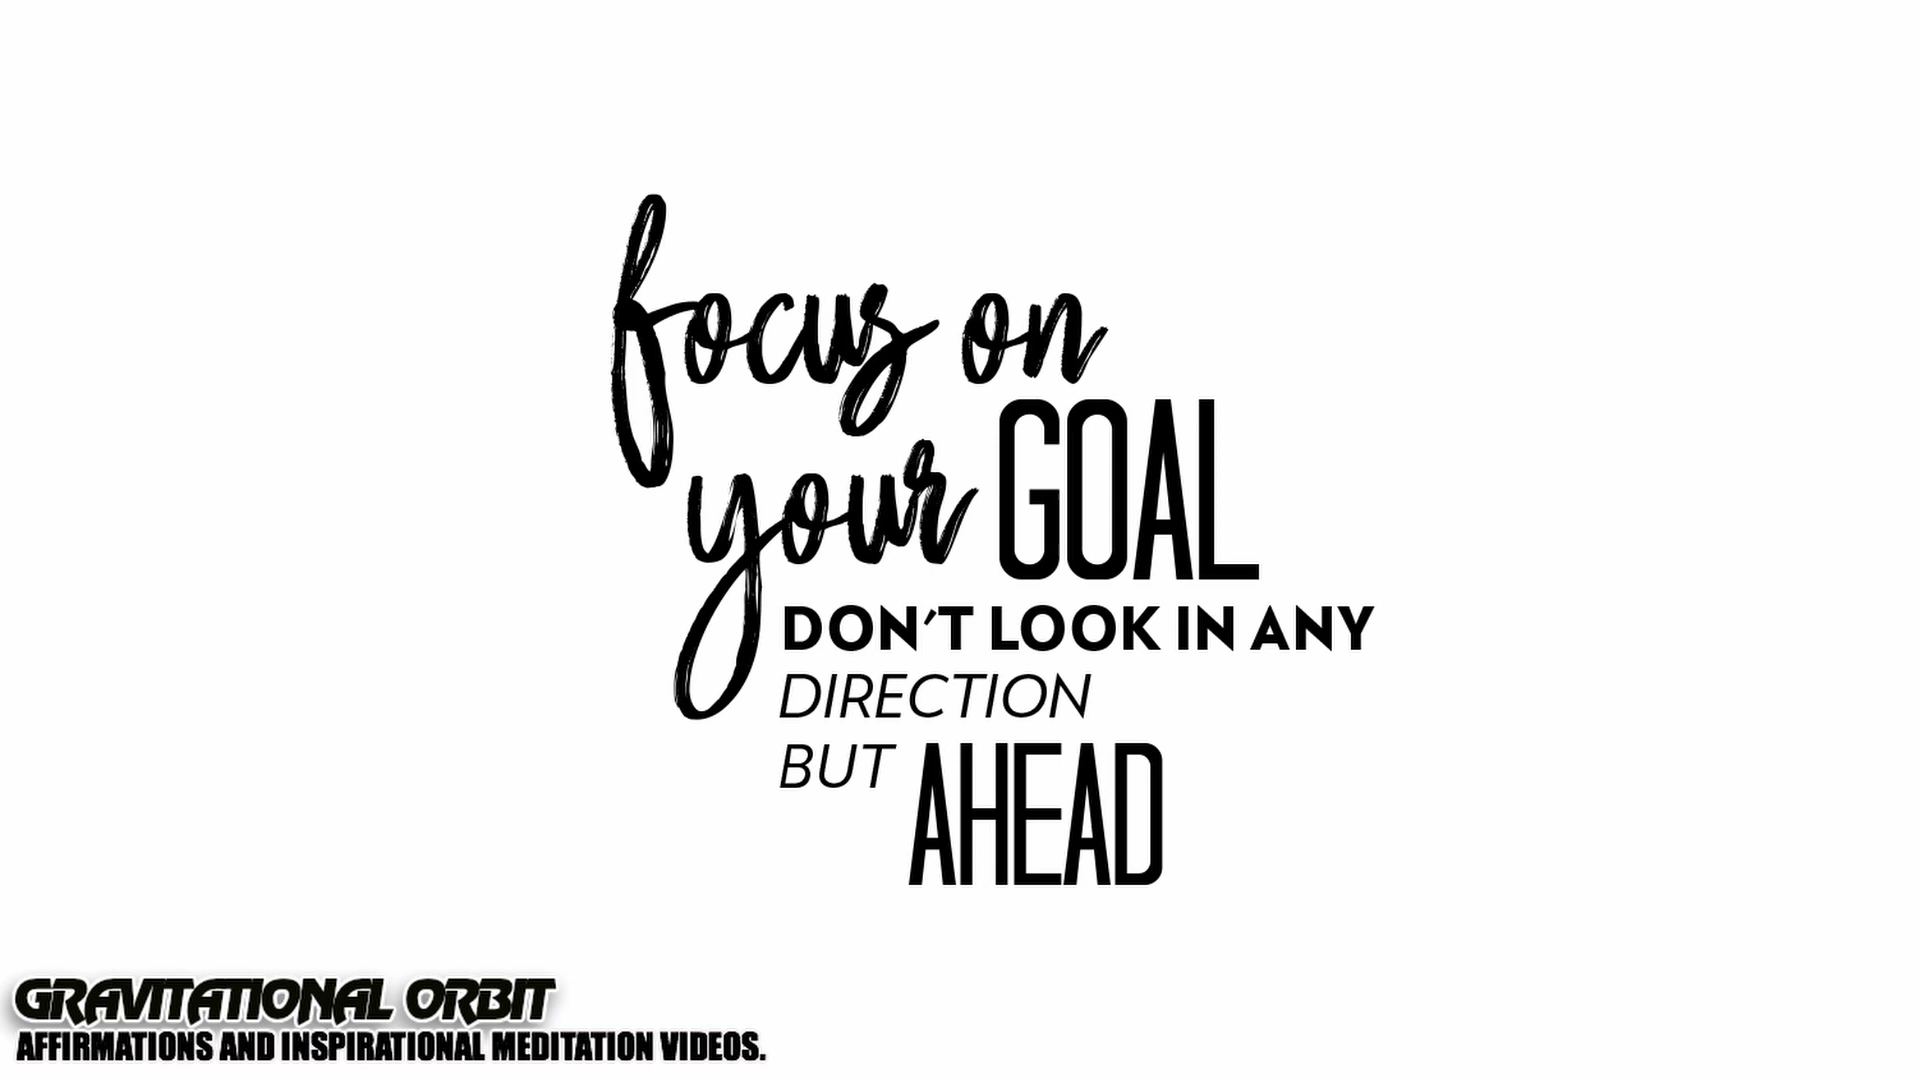 focus on
your GOAL
DON'T LOOK IN ANY
DIRECTION
BUT AHEAD
GRAVITATIONAL ORBIT
AFFIRMATIONS AND INSPIRATIONAL MEDITATION VIDEOS.